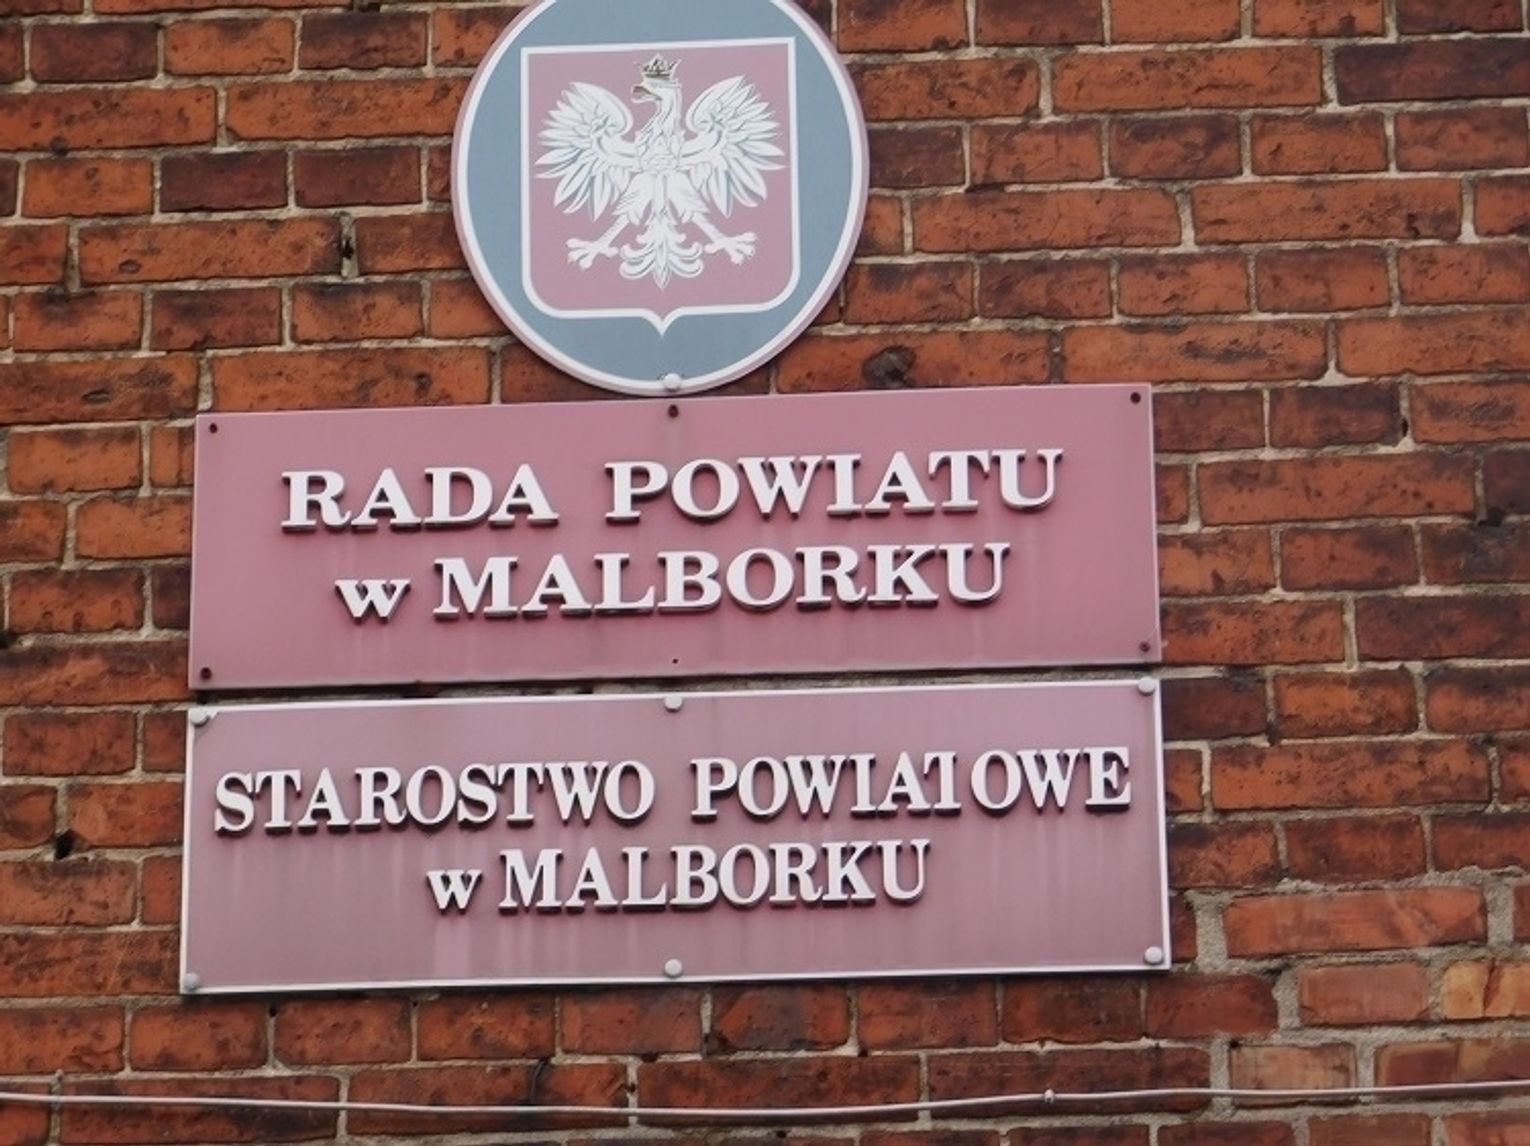 RADA POWIATU
w MALBORKU
STAROSTWO POWIATOWE
w MALBORKU